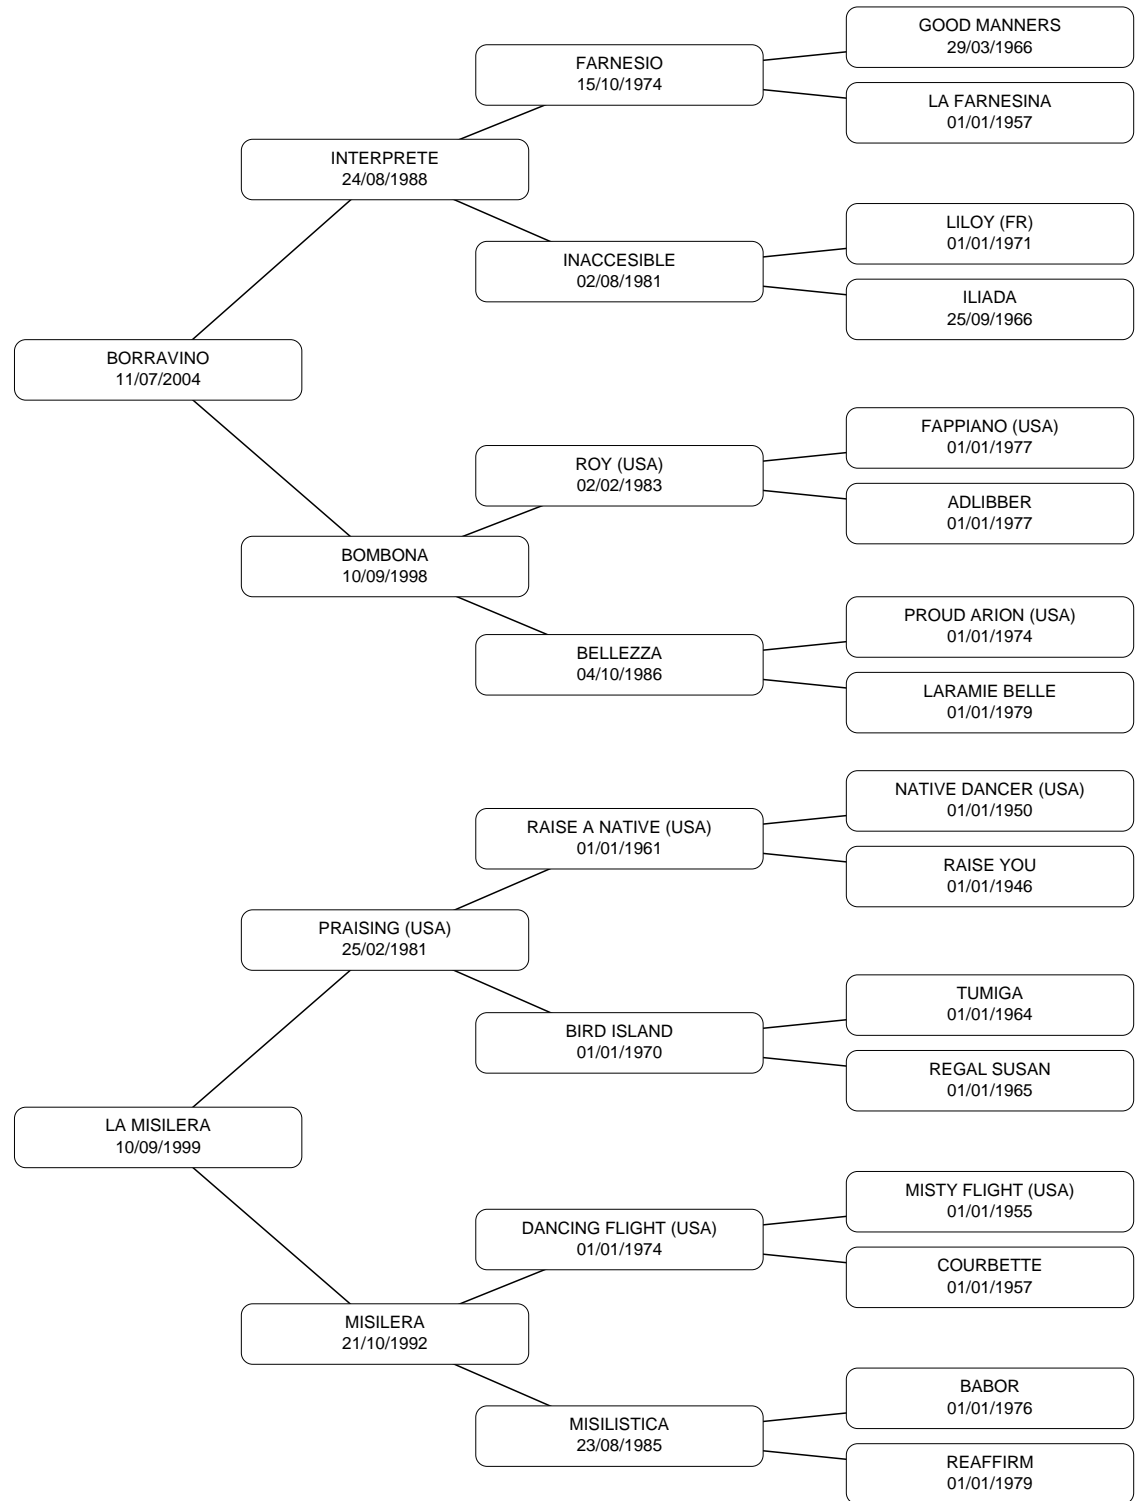 GOOD MANNERS
29/03/1966
FARNESIO
15/10/1974
LA FARNESINA
01/01/1957
INTERPRETE
24/08/1988
LILOY (FR)
01/01/1971
INACCESIBLE
02/08/1981
ILIADA
25/09/1966
BORRAVINO
11/07/2004
FAPPIANO (USA)
01/01/1977
ROY (USA)
02/02/1983
ADLIBBER
01/01/1977
BOMBONA
10/09/1998
PROUD ARION (USA)
01/01/1974
BELLEZZA
04/10/1986
LARAMIE BELLE
01/01/1979
NATIVE DANCER (USA)
01/01/1950
RAISE A NATIVE (USA)
01/01/1961
RAISE YOU
01/01/1946
PRAISING (USA)
25/02/1981
TUMIGA
01/01/1964
BIRD ISLAND
01/01/1970
REGAL SUSAN
01/01/1965
LA MISILERA
10/09/1999
MISTY FLIGHT (USA)
01/01/1955
DANCING FLIGHT (USA)
01/01/1974
COURBETTE
01/01/1957
MISILERA
21/10/1992
BABOR
01/01/1976
MISILISTICA
23/08/1985
REAFFIRM
01/01/1979